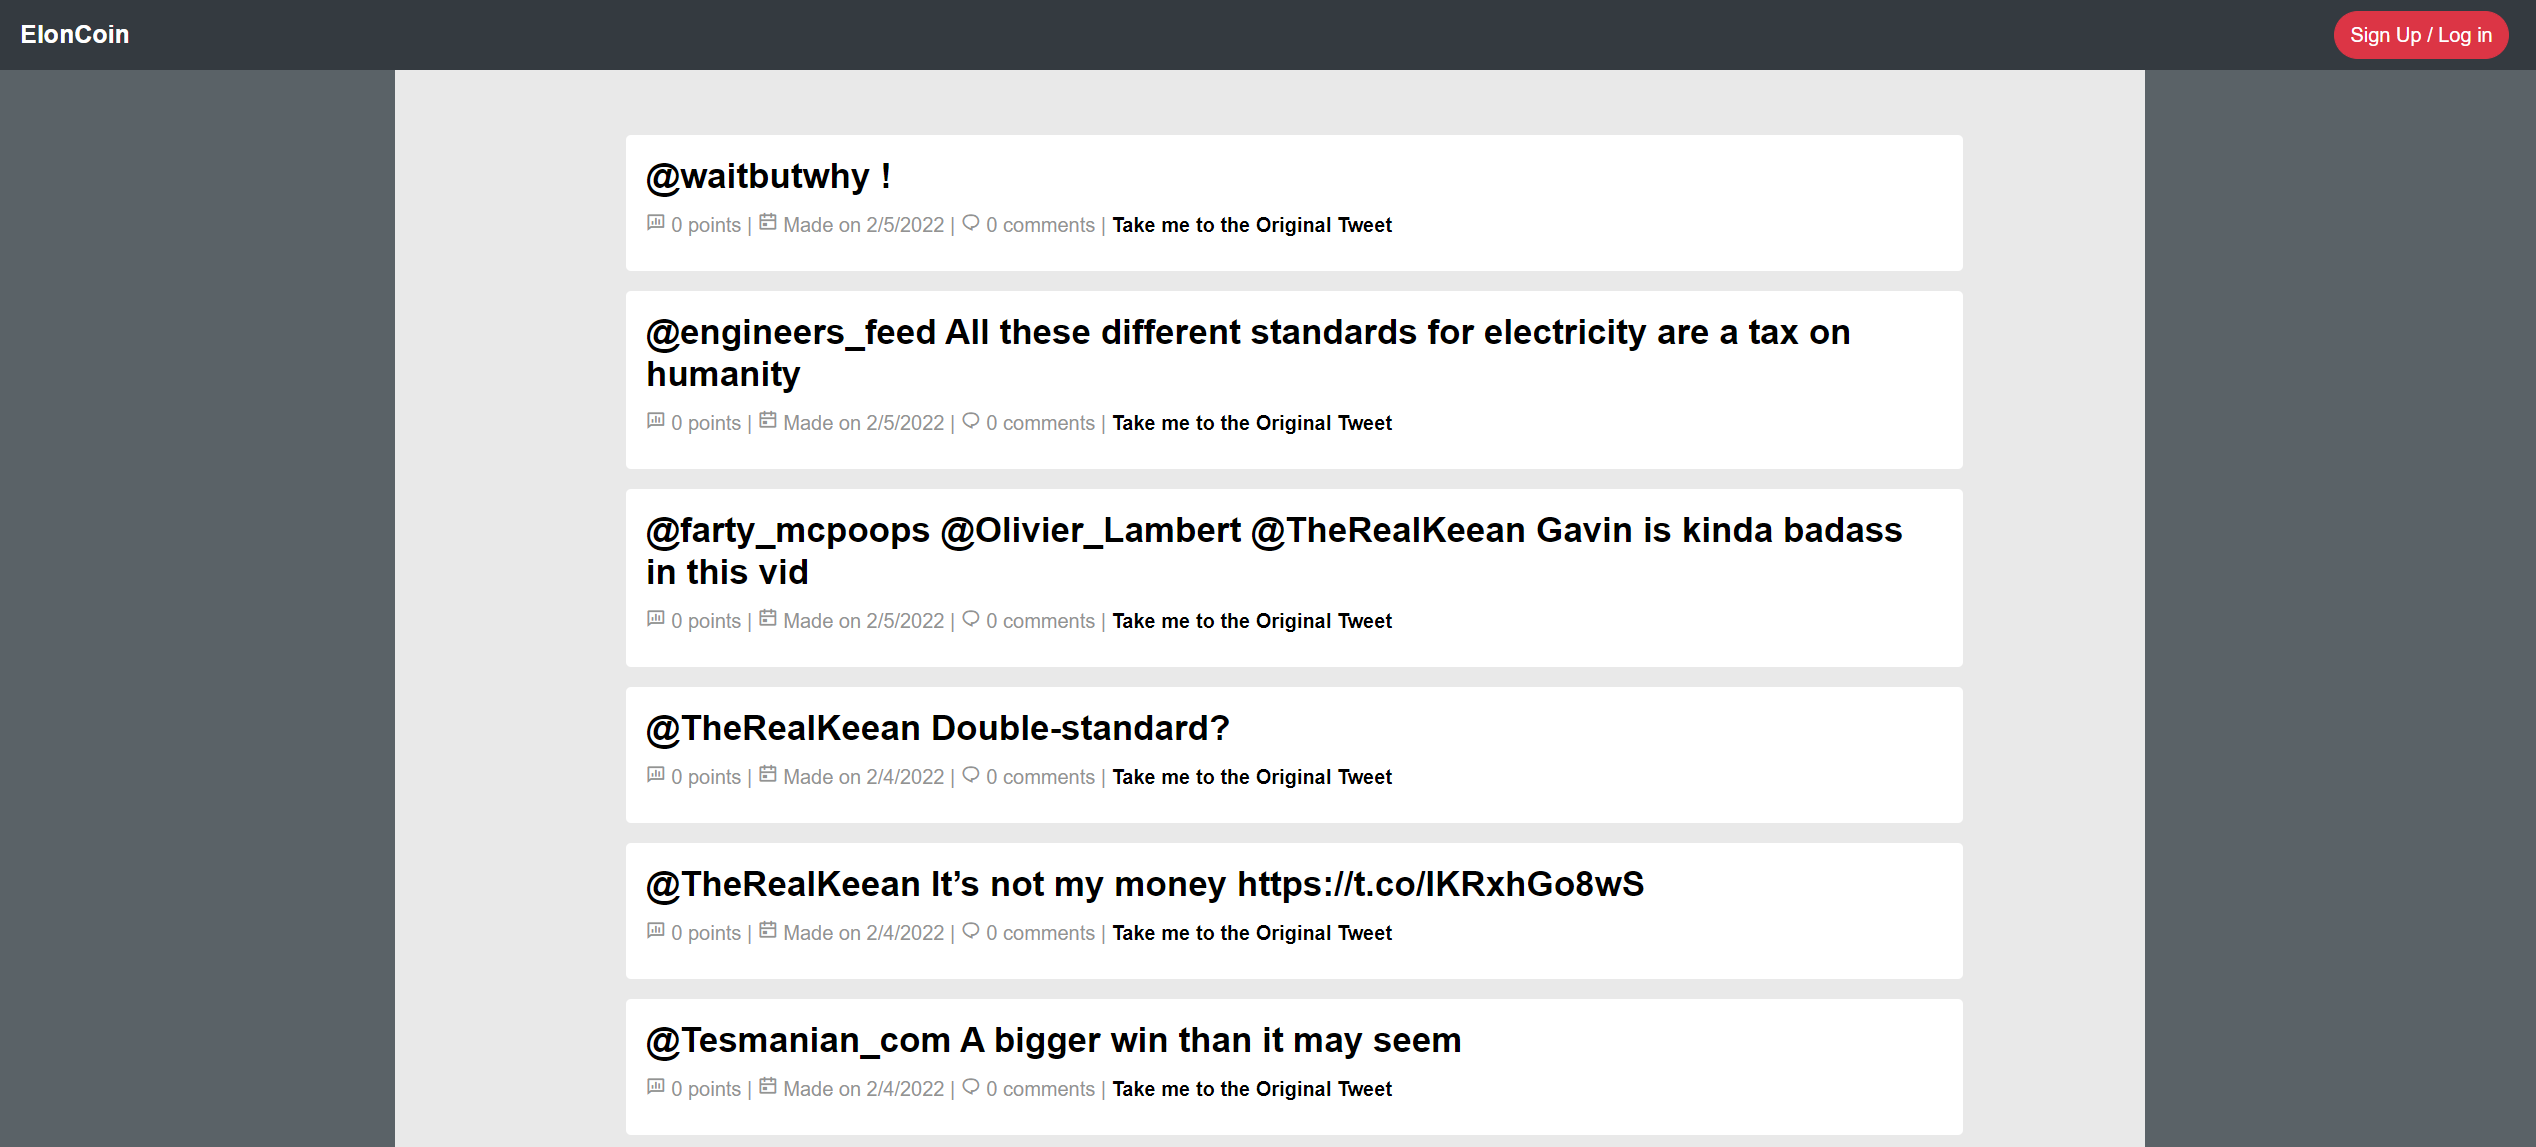 ElonCoin
Sign Up / Log in
@waitbutwhy !
0 points | Made on 2/5/2022 | 0 comments | Take me to the Original Tweet
@engineers_feed All these different standards for electricity are a tax on
humanity
0 points | Made on 2/5/2022 | 0 comments | Take me to the Original Tweet
@farty_mcpoops @Olivier_Lambert @TheRealKeean Gavin is kinda badass
in this vid
0 points | Made on 2/5/2022 | 0 comments | Take me to the Original Tweet
@TheRealKeean Double-standard?
0 points | Made on 2/4/2022 | 0 comments | Take me to the Original Tweet
@TheRealKeean It’s not my money https://t.co/IKRxhGo8wS
0 points | Made on 2/4/2022 | 0 comments | Take me to the Original Tweet
@Tesmanian_com A bigger win than it may seem
0 points | Made on 2/4/2022 | 0 comments | Take me to the Original Tweet